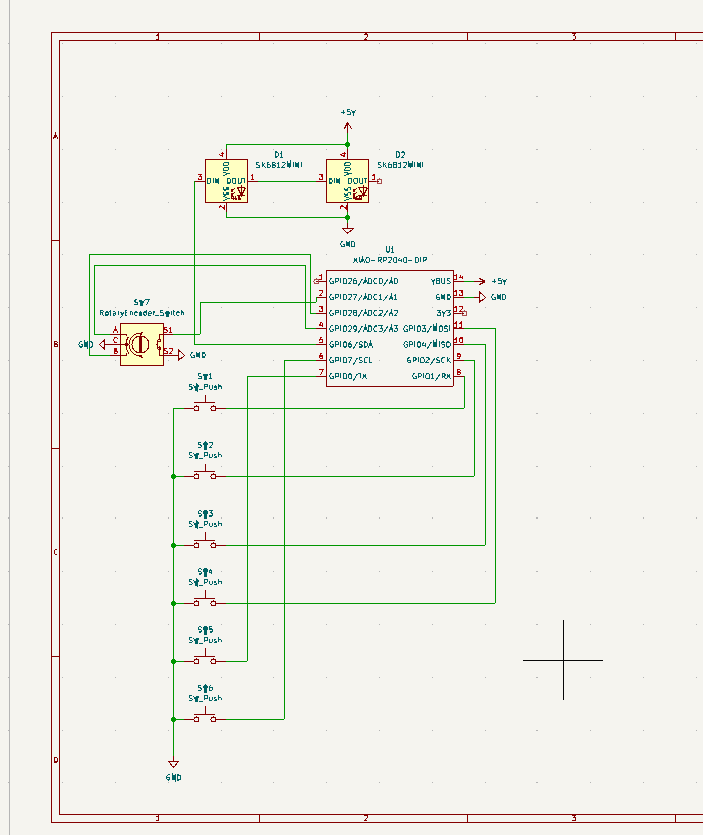 1 2 3
A
+5V
D1 D2
SK6812MINI SK6812MINI
4 VDD 4 VDD
3 DIN DOUT 1 3 DIN DOUT 1
VSS 2 VSS 2
GND
U1
XIAO-RP2040-DIP
1 GPIO26/ADC0/A0 VBUS 14 +5V
2 GPIO27/ADC1/A1 GND 13 GND
3 GPIO28/ADC2/A2 3V3 12
4 GPIO29/ADC3/A3 GPIO3/MOSI 11
5 GPIO6/SDA GPIO4/MISO 10
6 GPIO7/SCL GPIO2/SCK 9
7 GPIO0/TX GPIO1/RX 8
SW7
RotaryEncoder_Switch
A S1
B
GND C
B S2 GND
SW1
SW_Push
SW2
SW_Push
SW3
SW_Push
C
SW4
SW_Push
SW5
SW_Push
SW6
SW_Push
D
GND
1 2 3